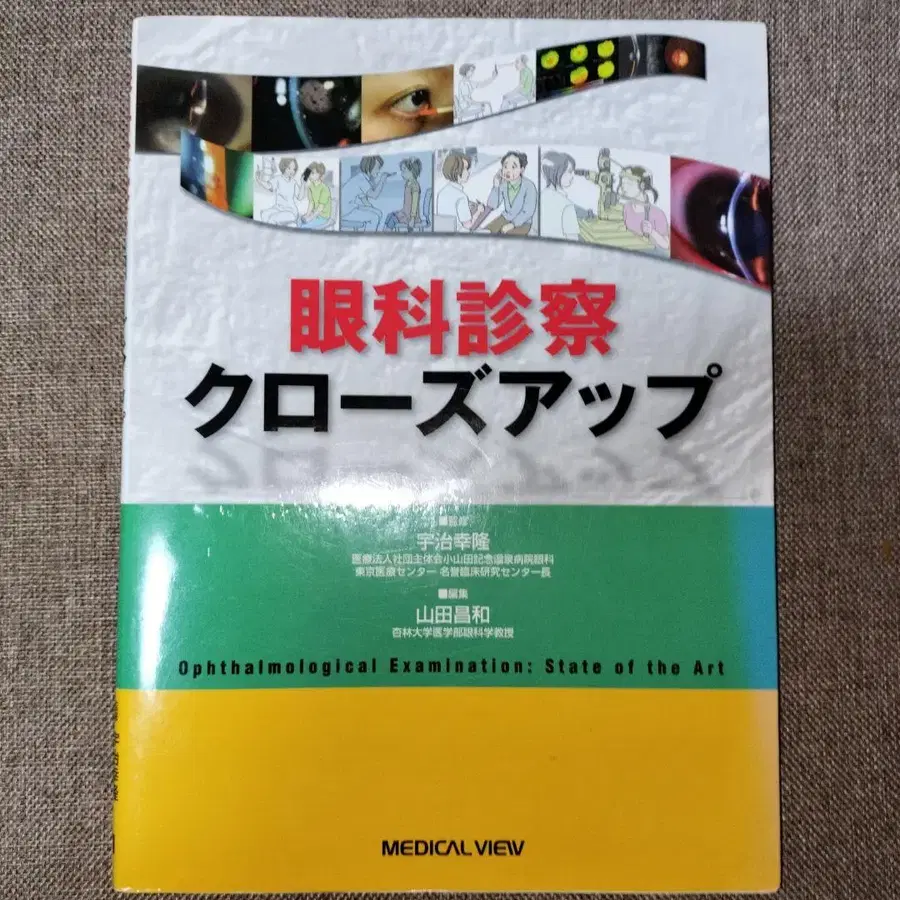 眼科診察
クローズアップ
■監修
宇治幸隆
医療法人社団主体会小山田記念温泉病院眼科
東京医療センター 名誉臨床研究センター長
■編集
山田昌和
杏林大学医学部眼科学教授
Ophthalmological Examination: State of the Art
MEDICAL VIEW